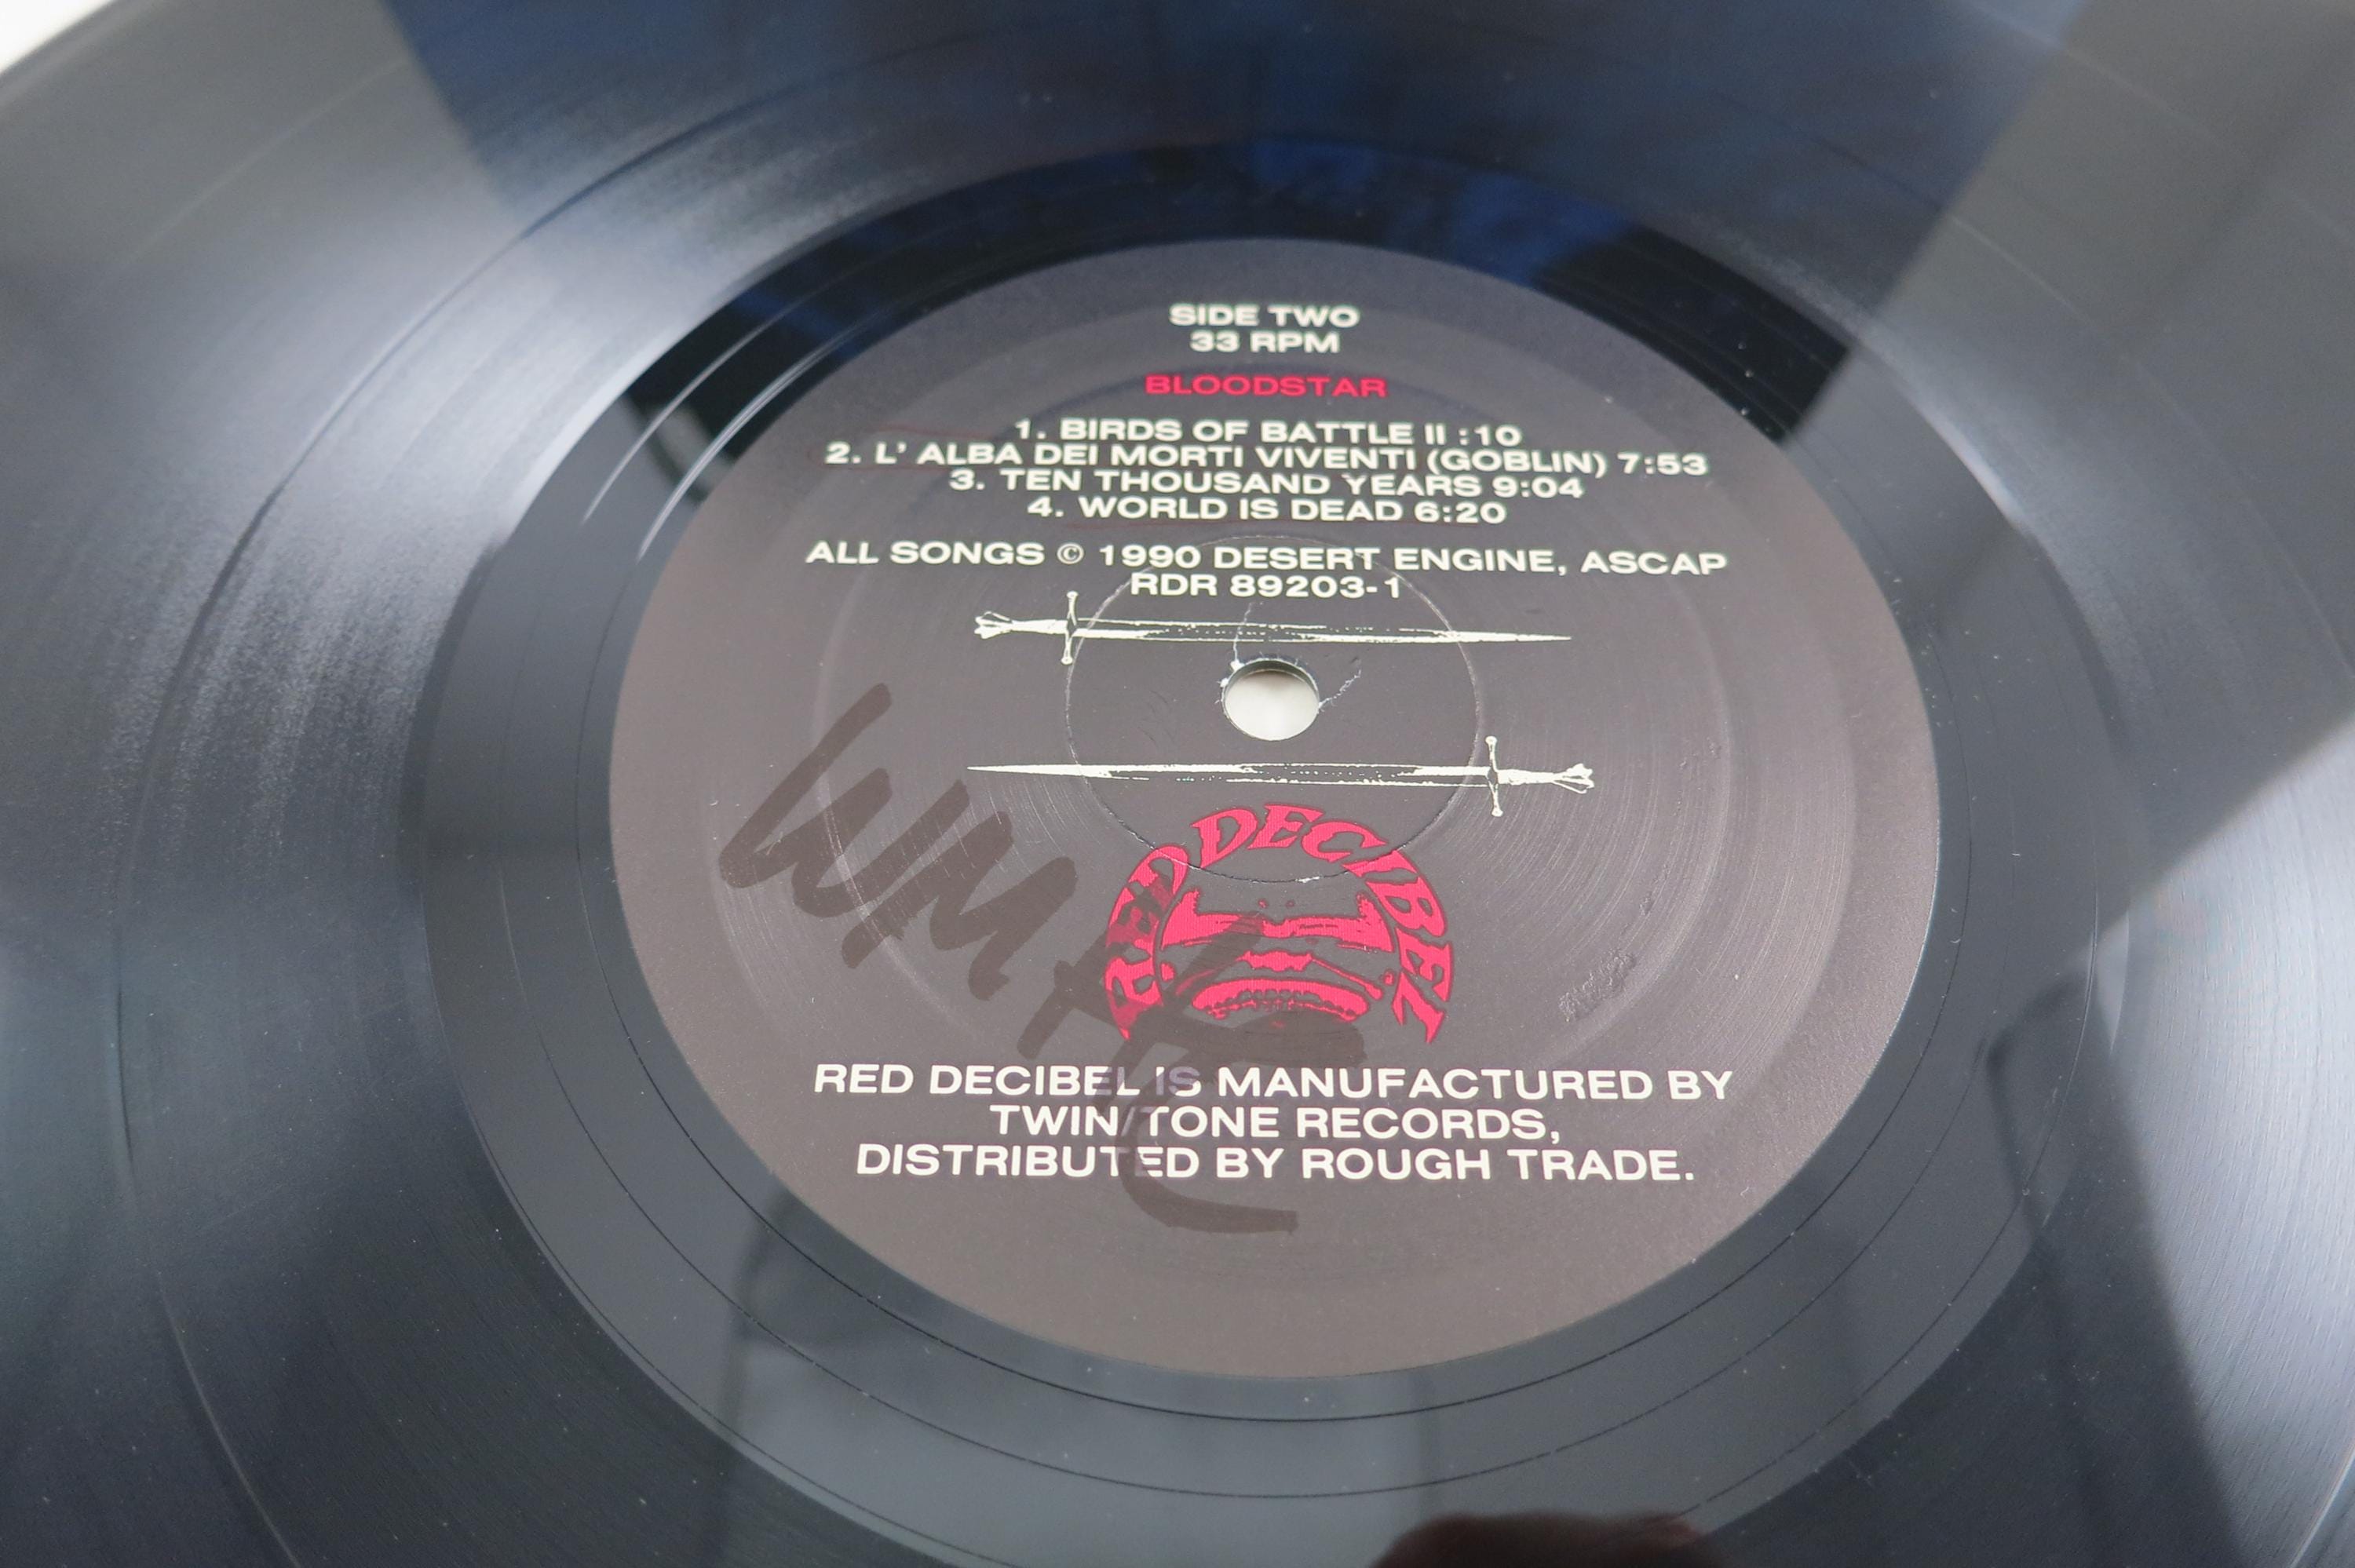 SIDE TWO
33 RPM
BLOODSTAR
1. BIRDS OF BATTLE II :10
2. L' ALBA DEI MORTI VIVENTI (GOBLIN) 7:53
3. TEN THOUSAND YEARS 9:04
4. WORLD IS DEAD 6:20
ALL SONGS © 1990 DESERT ENGINE, ASCAP
RDR 89203-1
RED DECIBEL
RED DECIBEL IS MANUFACTURED BY
TWIN/TONE RECORDS,
DISTRIBUTED BY ROUGH TRADE.